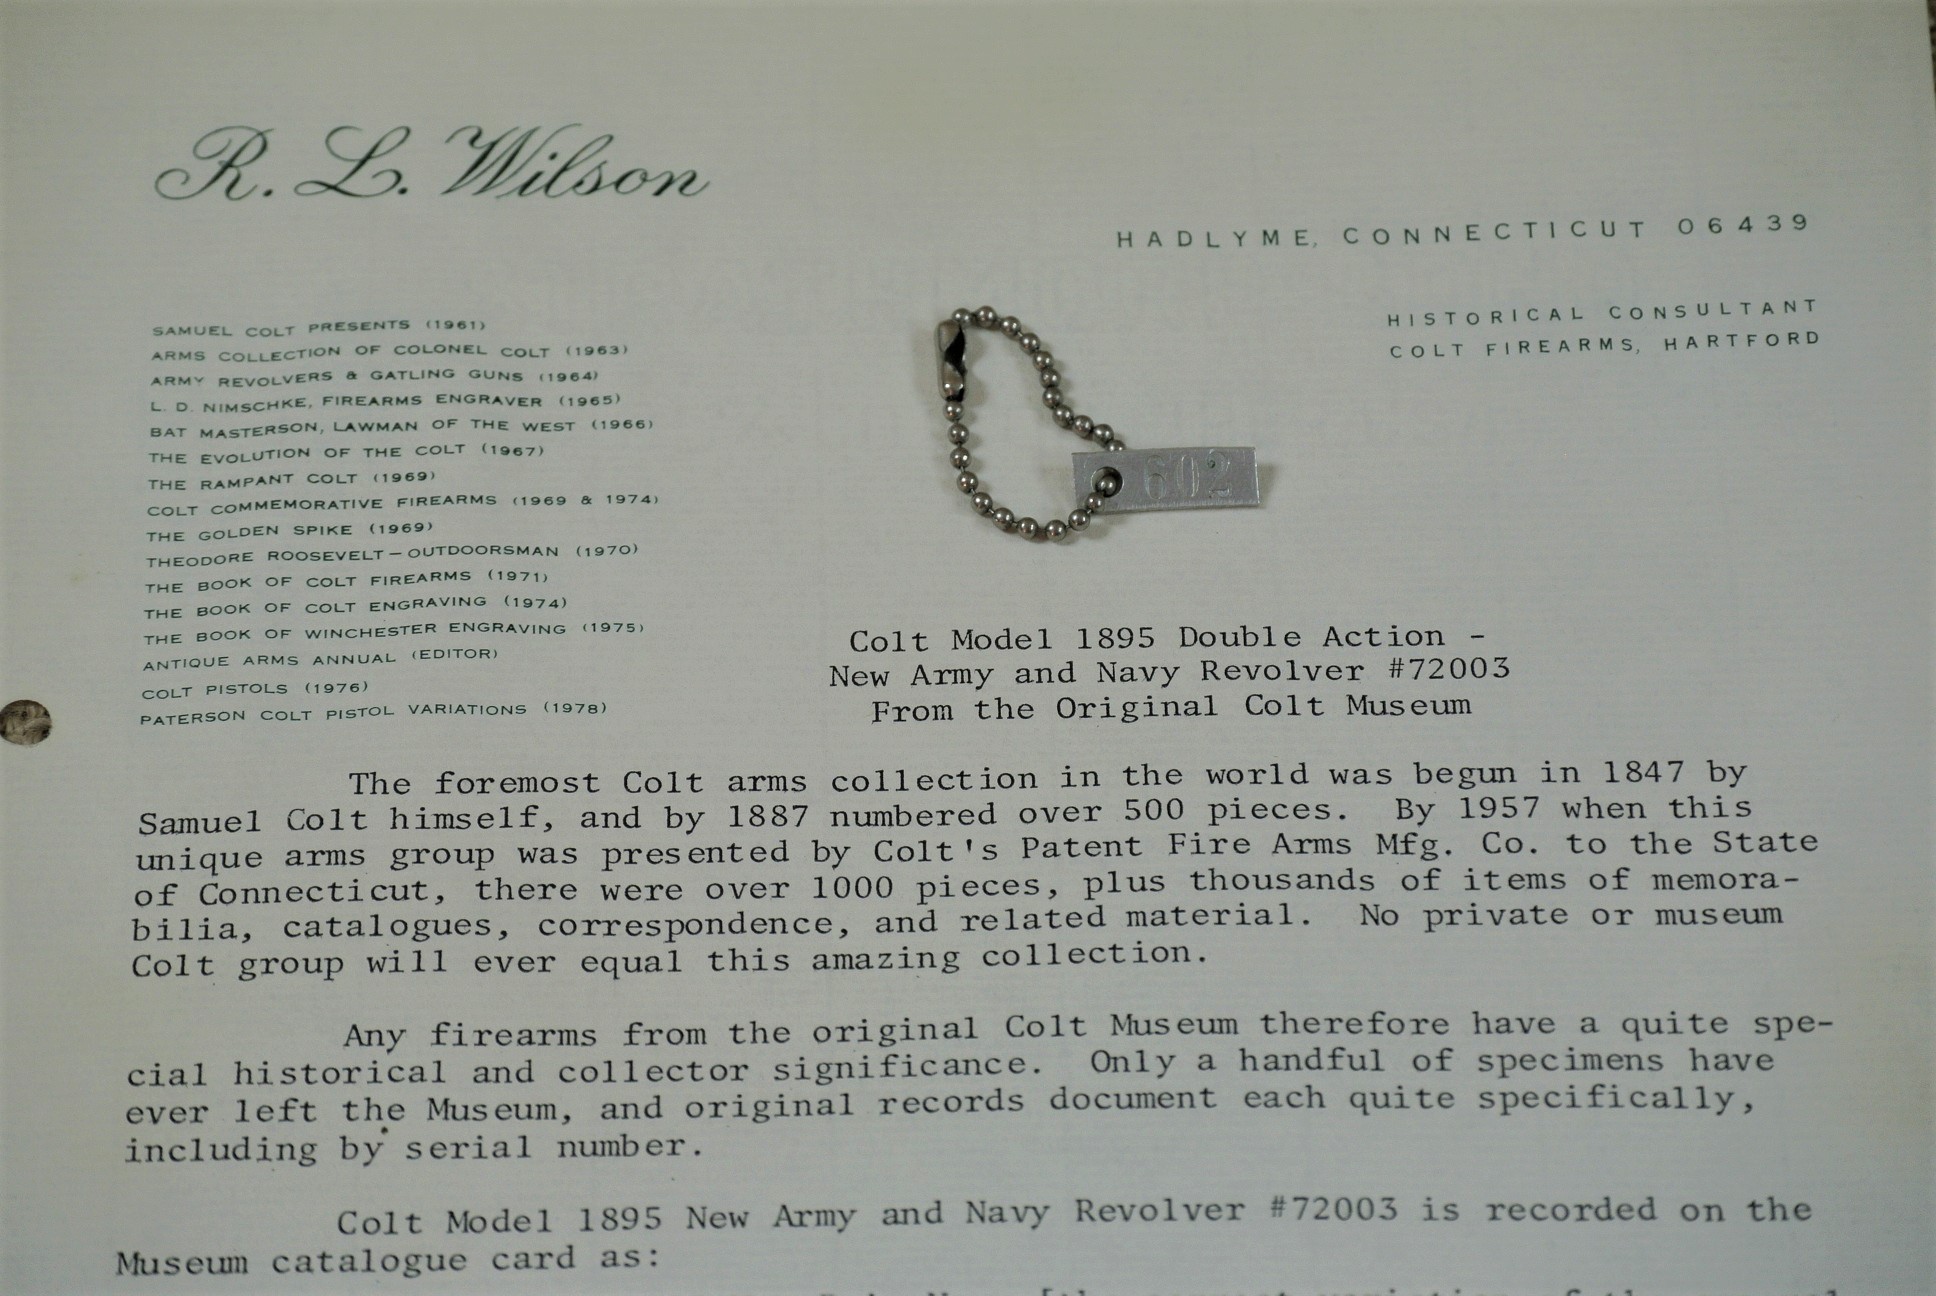 R. L. Wilson
HADLYME, CONNECTICUT 06439
HISTORICAL CONSULTANT
COLT FIREARMS, HARTFORD
SAMUEL COLT PRESENTS (1961)
ARMS COLLECTION OF COLONEL COLT (1963)
ARMY REVOLVERS & GATLING GUNS (1964)
L. D. NIMSCHKE, FIREARMS ENGRAVER (1965)
BAT MASTERSON, LAWMAN OF THE WEST (1966)
THE EVOLUTION OF THE COLT (1967)
THE RAMPANT COLT (1969)
COLT COMMEMORATIVE FIREARMS (1969 & 1974)
THE GOLDEN SPIKE (1969)
THEODORE ROOSEVELT—OUTDOORSMAN (1970)
THE BOOK OF COLT FIREARMS (1971)
THE BOOK OF COLT ENGRAVING (1974)
THE BOOK OF WINCHESTER ENGRAVING (1975)
ANTIQUE ARMS ANNUAL (EDITOR)
COLT PISTOLS (1976)
PATERSON COLT PISTOL VARIATIONS (1978)
602
Colt Model 1895 Double Action -
New Army and Navy Revolver #72003
From the Original Colt Museum
The foremost Colt arms collection in the world was begun in 1847 by
Samuel Colt himself, and by 1887 numbered over 500 pieces. By 1957 when this
unique arms group was presented by Colt's Patent Fire Arms Mfg. Co. to the State
of Connecticut, there were over 1000 pieces, plus thousands of items of memora-
bilia, catalogues, correspondence, and related material. No private or museum
Colt group will ever equal this amazing collection.
Any firearms from the original Colt Museum therefore have a quite spe-
cial historical and collector significance. Only a handful of specimens have
ever left the Museum, and original records document each quite specifically,
including by serial number.
Colt Model 1895 New Army and Navy Revolver #72003 is recorded on the
Museum catalogue card as: